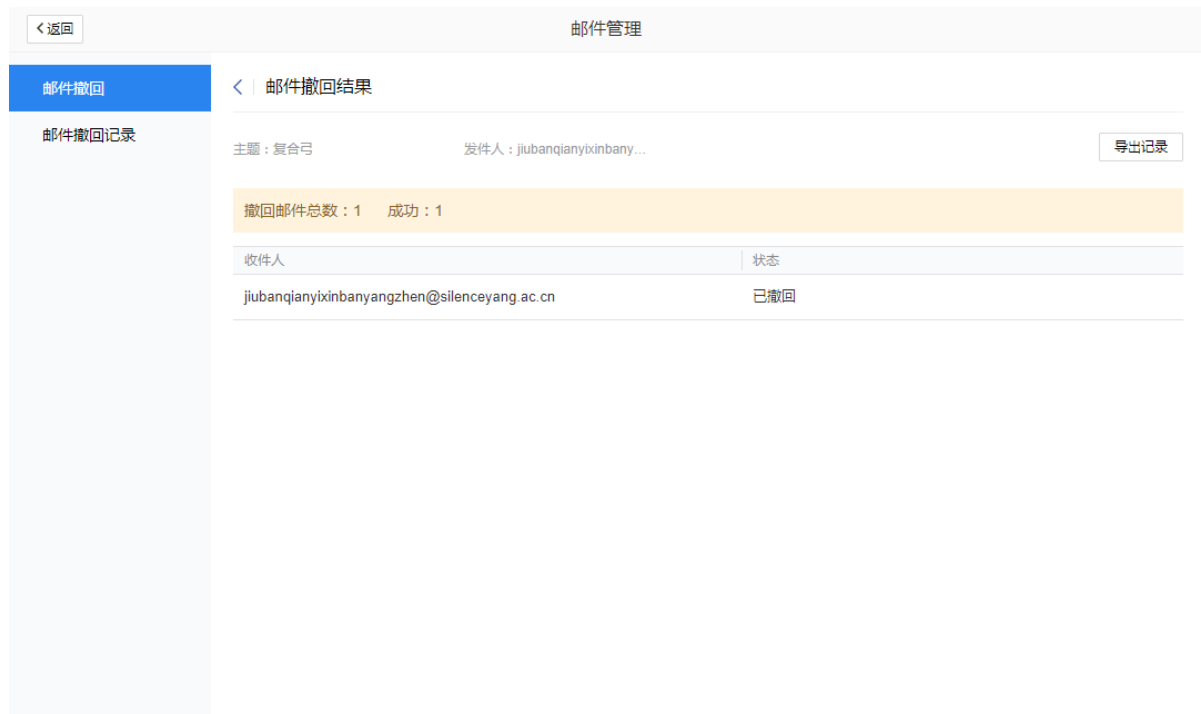 返回
邮件管理
邮件撤回
邮件撤回记录
邮件撤回结果
主题：复合弓 发件人：jiubanqianyixinbany... 导出记录
撤回邮件总数：1 成功：1
收件人 状态
jiubanqianyixinbanyangzhen@silenceyang.ac.cn 已撤回